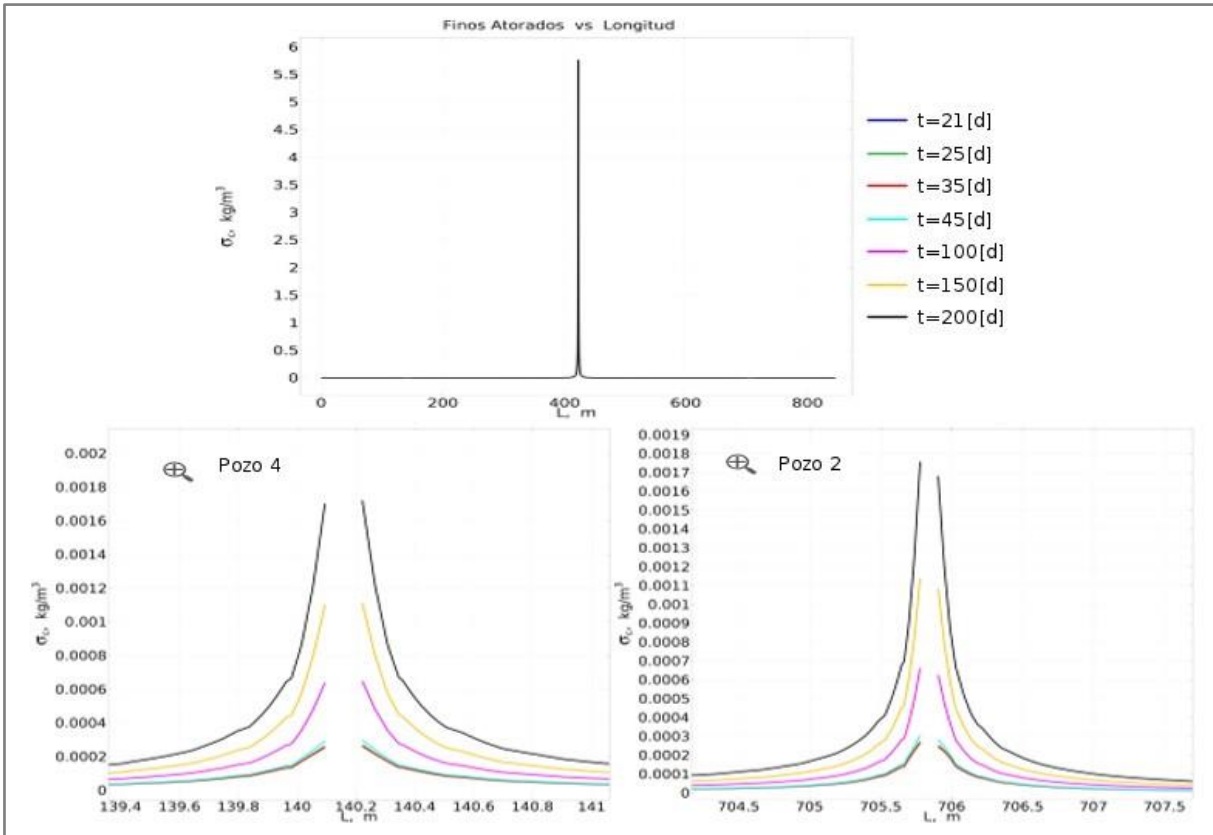 Finos Atorados vs Longitud
6
5.5
5
4.5
4
3.5
3
2.5
2
1.5
1
0.5
0
σc, kg/m³
0 200 400 600 800
L, m
t=21[d]
t=25[d]
t=35[d]
t=45[d]
t=100[d]
t=150[d]
t=200[d]
Pozo 4
0.002
0.0018
0.0016
0.0014
0.0012
0.001
0.0008
0.0006
0.0004
0.0002
0
σc, kg/m³
139.4 139.6 139.8 140 140.2 140.4 140.6 140.8 141
L, m
Pozo 2
0.0019
0.0018
0.0017
0.0016
0.0015
0.0014
0.0013
0.0012
0.0011
0.001
0.0009
0.0008
0.0007
0.0006
0.0005
0.0004
0.0003
0.0002
0.0001
0
σc, kg/m³
704.5 705 705.5 706 706.5 707 707.5
L, m